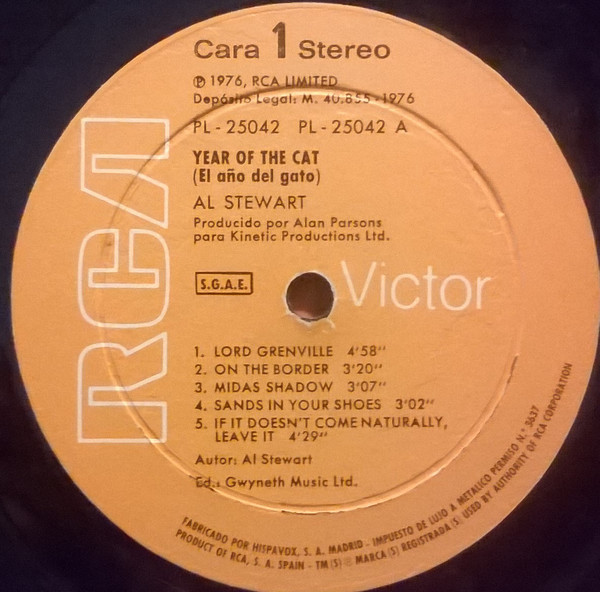 Cara 1 Stereo
℗ 1976, RCA LIMITED
Depósito Legal: M. 40.855-1976
PL - 25042 PL - 25042 A
YEAR OF THE CAT
(El año del gato)
AL STEWART
Producido por Alan Parsons
para Kinetic Productions Ltd.
S.G.A.E.
RCA
Victor
1. LORD GRENVILLE 4'58''
2. ON THE BORDER 3'20''
3. MIDAS SHADOW 3'07''
4. SANDS IN YOUR SHOES 3'02''
5. IF IT DOESN'T COME NATURALLY,
LEAVE IT 4'29''
Autor: Al Stewart
Ed.: Gwyneth Music Ltd.
FABRICADO POR HISPAVOX, S. A. MADRID - IMPUESTO DE LUJO A METALICO PERMISO N.º 3637
PRODUCT OF RCA, S. A. SPAIN - TM(S) ® MARCA(S) REGISTRADA(S) USED BY AUTHORITY OF RCA CORPORATION